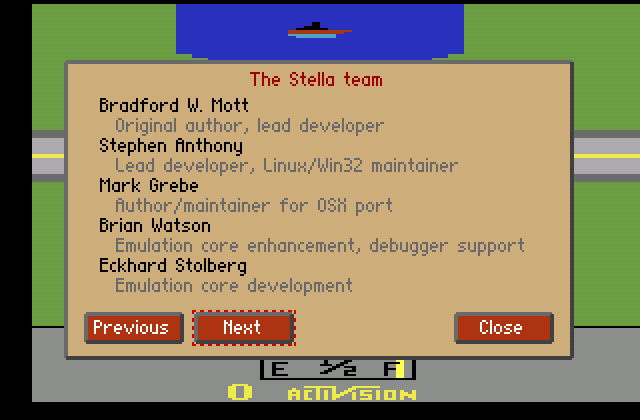 The Stella team
Bradford W. Mott
Original author, lead developer
Stephen Anthony
Lead developer, Linux/Win32 maintainer
Mark Grebe
Author/maintainer for OSX port
Brian Watson
Emulation core enhancement, debugger support
Eckhard Stolberg
Emulation core development
Previous Next Close
E 1/2 F
0 ACTIVISION